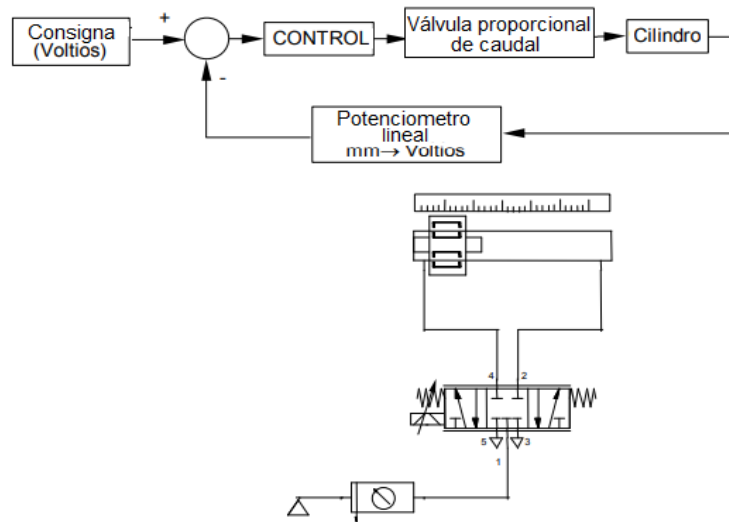 +
Consigna
(Voltios)
CONTROL
Válvula proporcional
de caudal
Cilindro
-
Potenciometro
lineal
mm→ Voltios
4 2
5 3
1